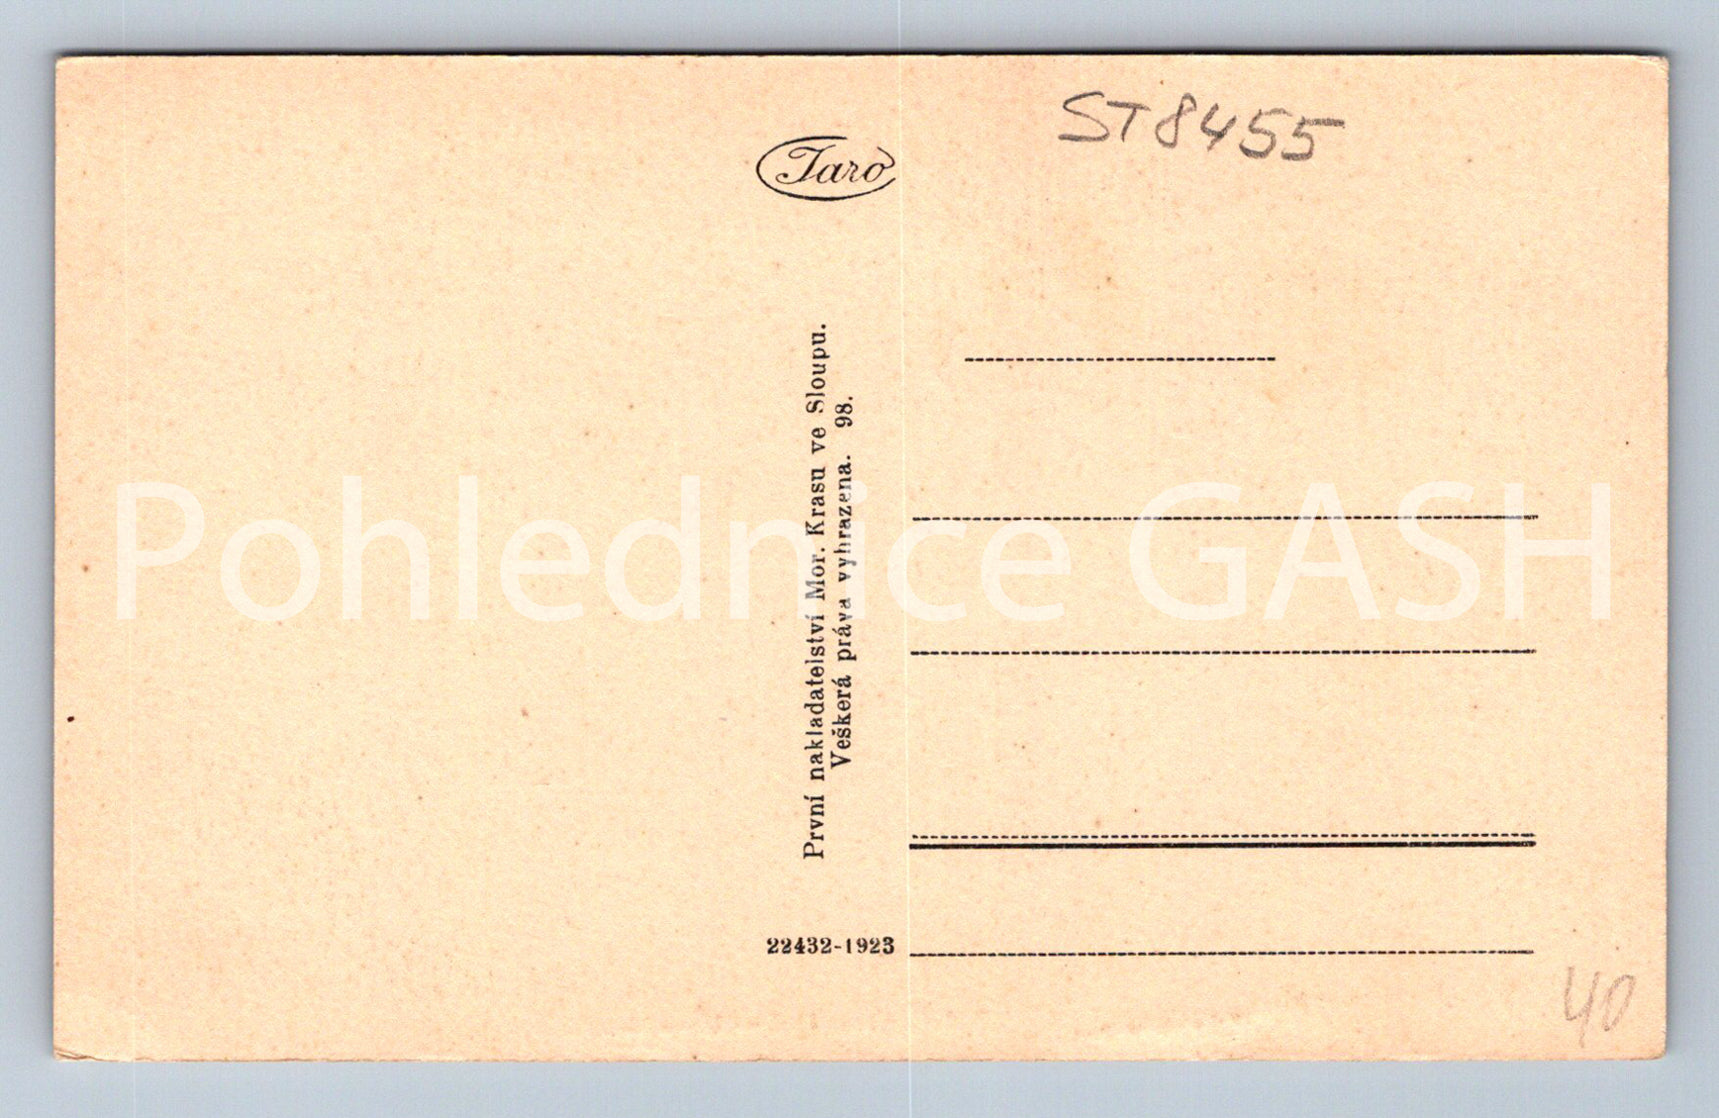 ST8455
Taro
První nakladatelství Mor. Krasu ve Sloupu.
Veškerá práva vyhrazena. 98.
Pohlednice GASH
22432-1923
40